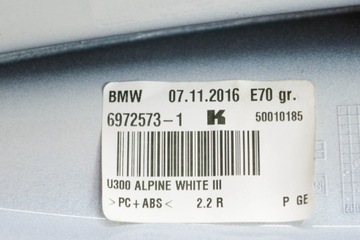 BMW 07.11.2016 E70 gr.
6972573-1 K 50010185
U300 ALPINE WHITE III
>PC+ABS< 2.2 R P GE